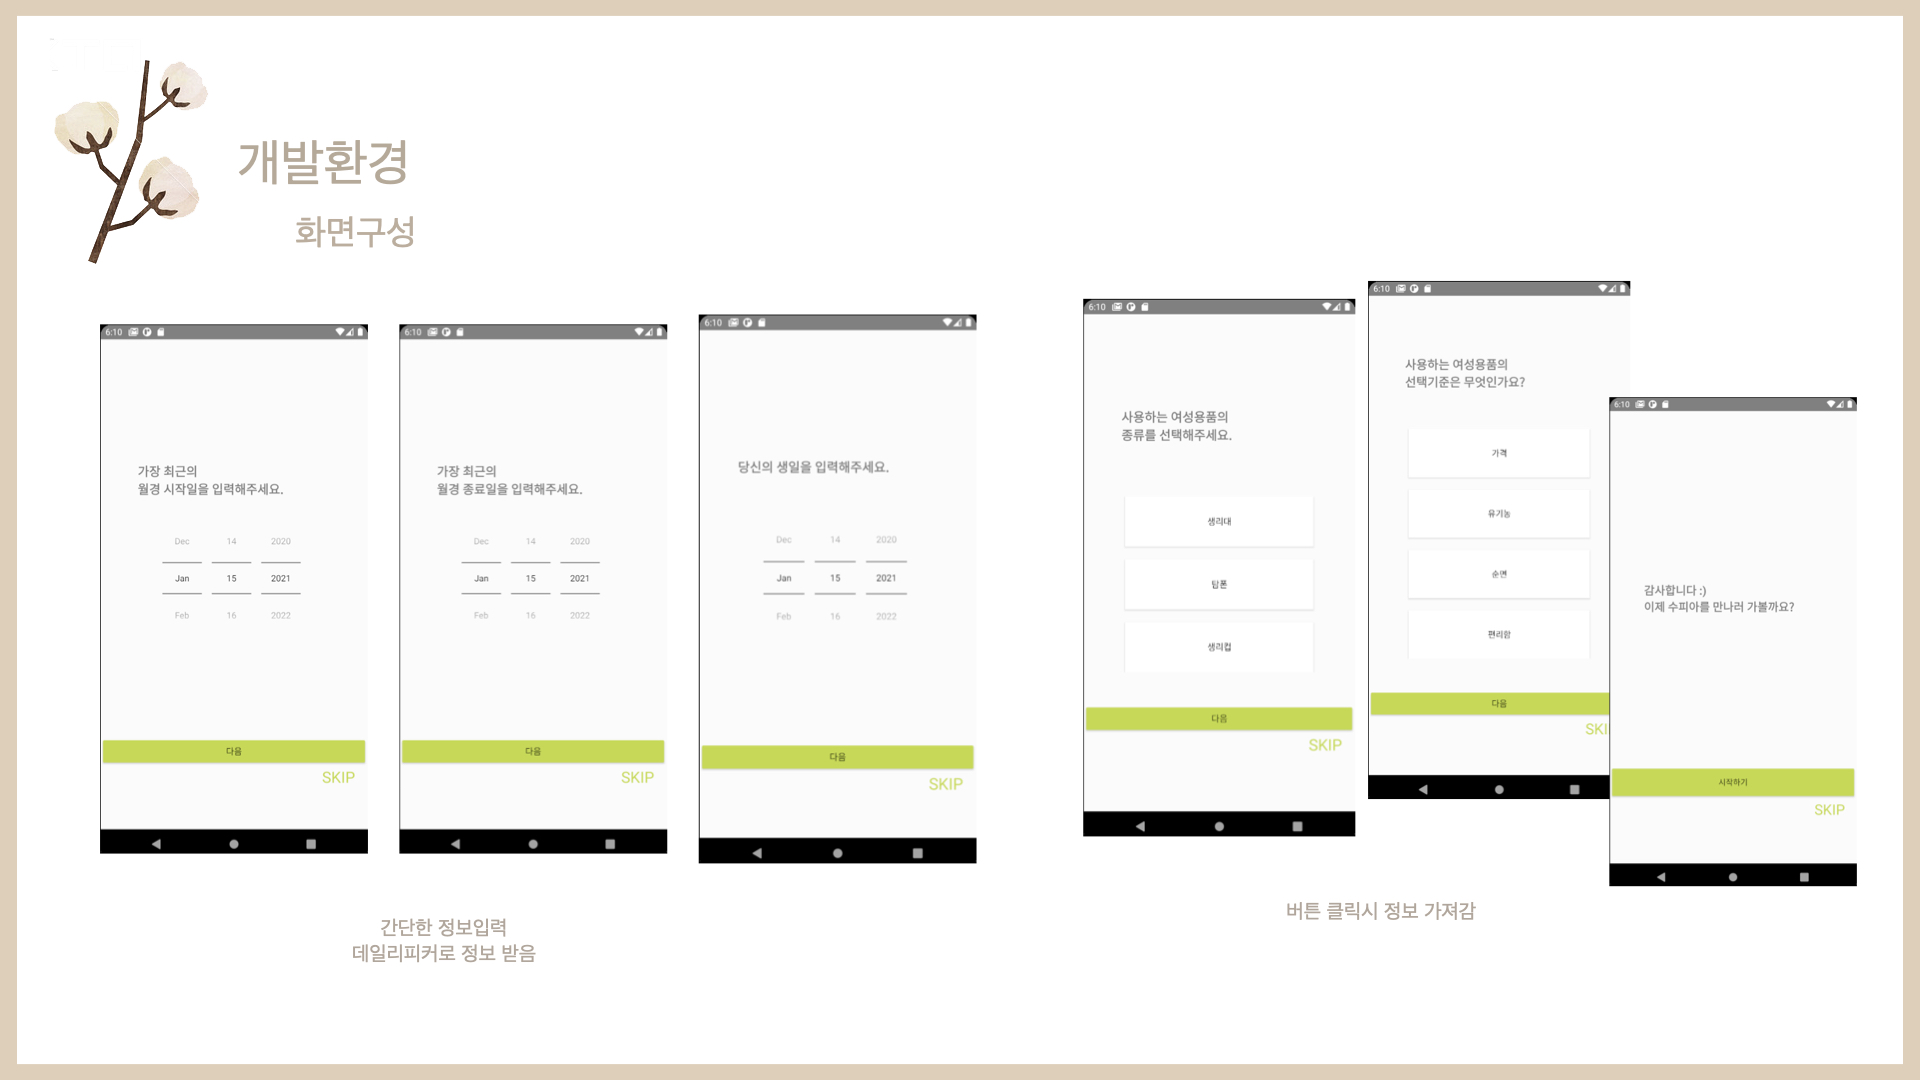 개발환경
화면구성
6:10
가장 최근의
월경 시작일을 입력해주세요.
Dec 14 2020
Jan 15 2021
Feb 16 2022
다음
SKIP
6:10
가장 최근의
월경 종료일을 입력해주세요.
Dec 14 2020
Jan 15 2021
Feb 16 2022
다음
SKIP
6:10
당신의 생일을 입력해주세요.
Dec 14 2020
Jan 15 2021
Feb 16 2022
다음
SKIP
간단한 정보입력
데일리피커로 정보 받음
6:10
사용하는 여성용품의
종류를 선택해주세요.
생리대
탐폰
생리컵
다음
SKIP
6:10
사용하는 여성용품의
선택기준은 무엇인가요?
가격
유기농
순면
편리함
다음
SKI
6:10
감사합니다 :)
이제 수피아를 만나러 가볼까요?
시작하기
SKIP
버튼 클릭시 정보 가져감